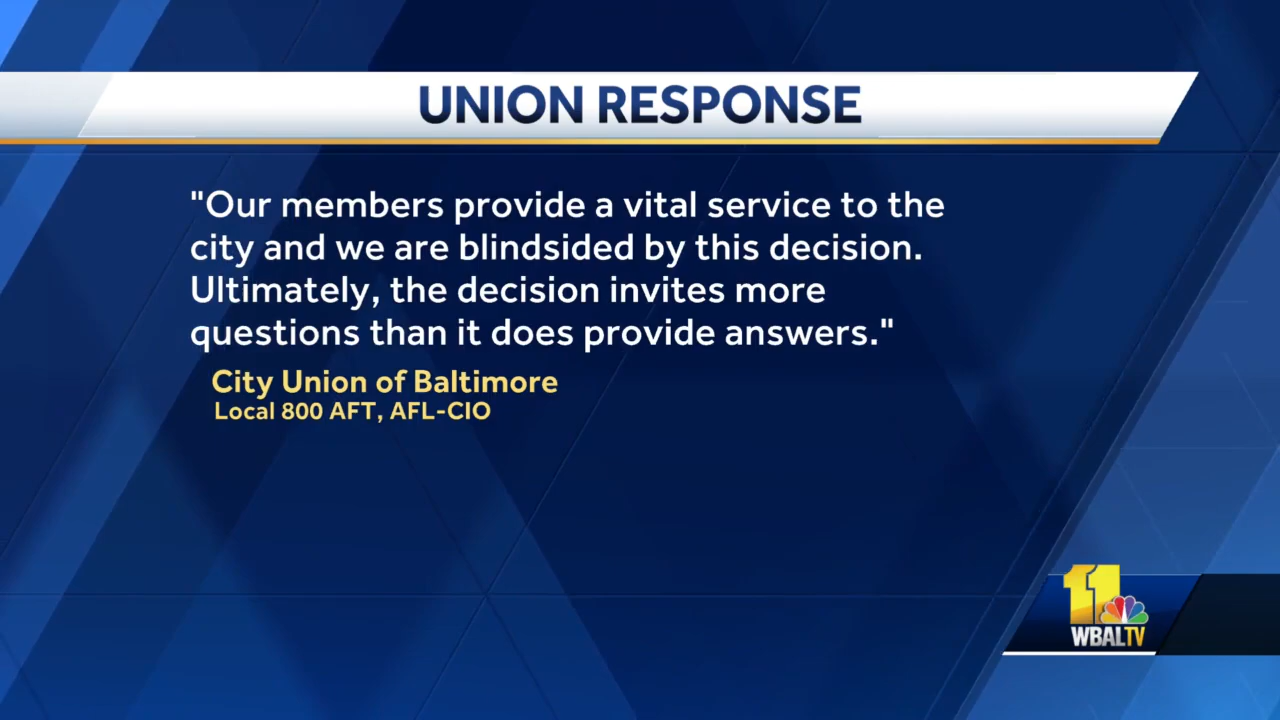 UNION RESPONSE
"Our members provide a vital service to the
city and we are blindsided by this decision.
Ultimately, the decision invites more
questions than it does provide answers."
City Union of Baltimore
Local 800 AFT, AFL-CIO
11
WBALTV